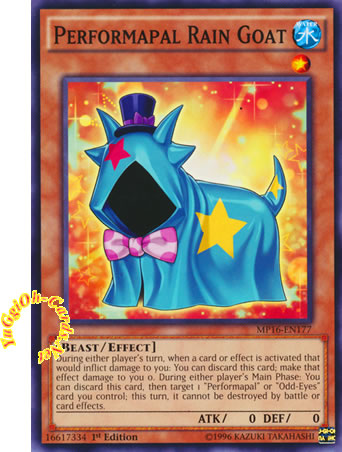 PERFORMAPAL RAIN GOAT
WATER
水
MP16-EN177
[BEAST / EFFECT]
During either player's turn, when a card or effect is activated that
would inflict damage to you: You can discard this card; make that
effect damage to you 0. During either player's Main Phase: You can
discard this card, then target 1 "Performapal" or "Odd-Eyes"
card you control; this turn, it cannot be destroyed by battle or
card effects.
ATK / 0 DEF / 0
16617334 1st Edition ©1996 KAZUKI TAKAHASHI
YuGgiOh-Cards.Net